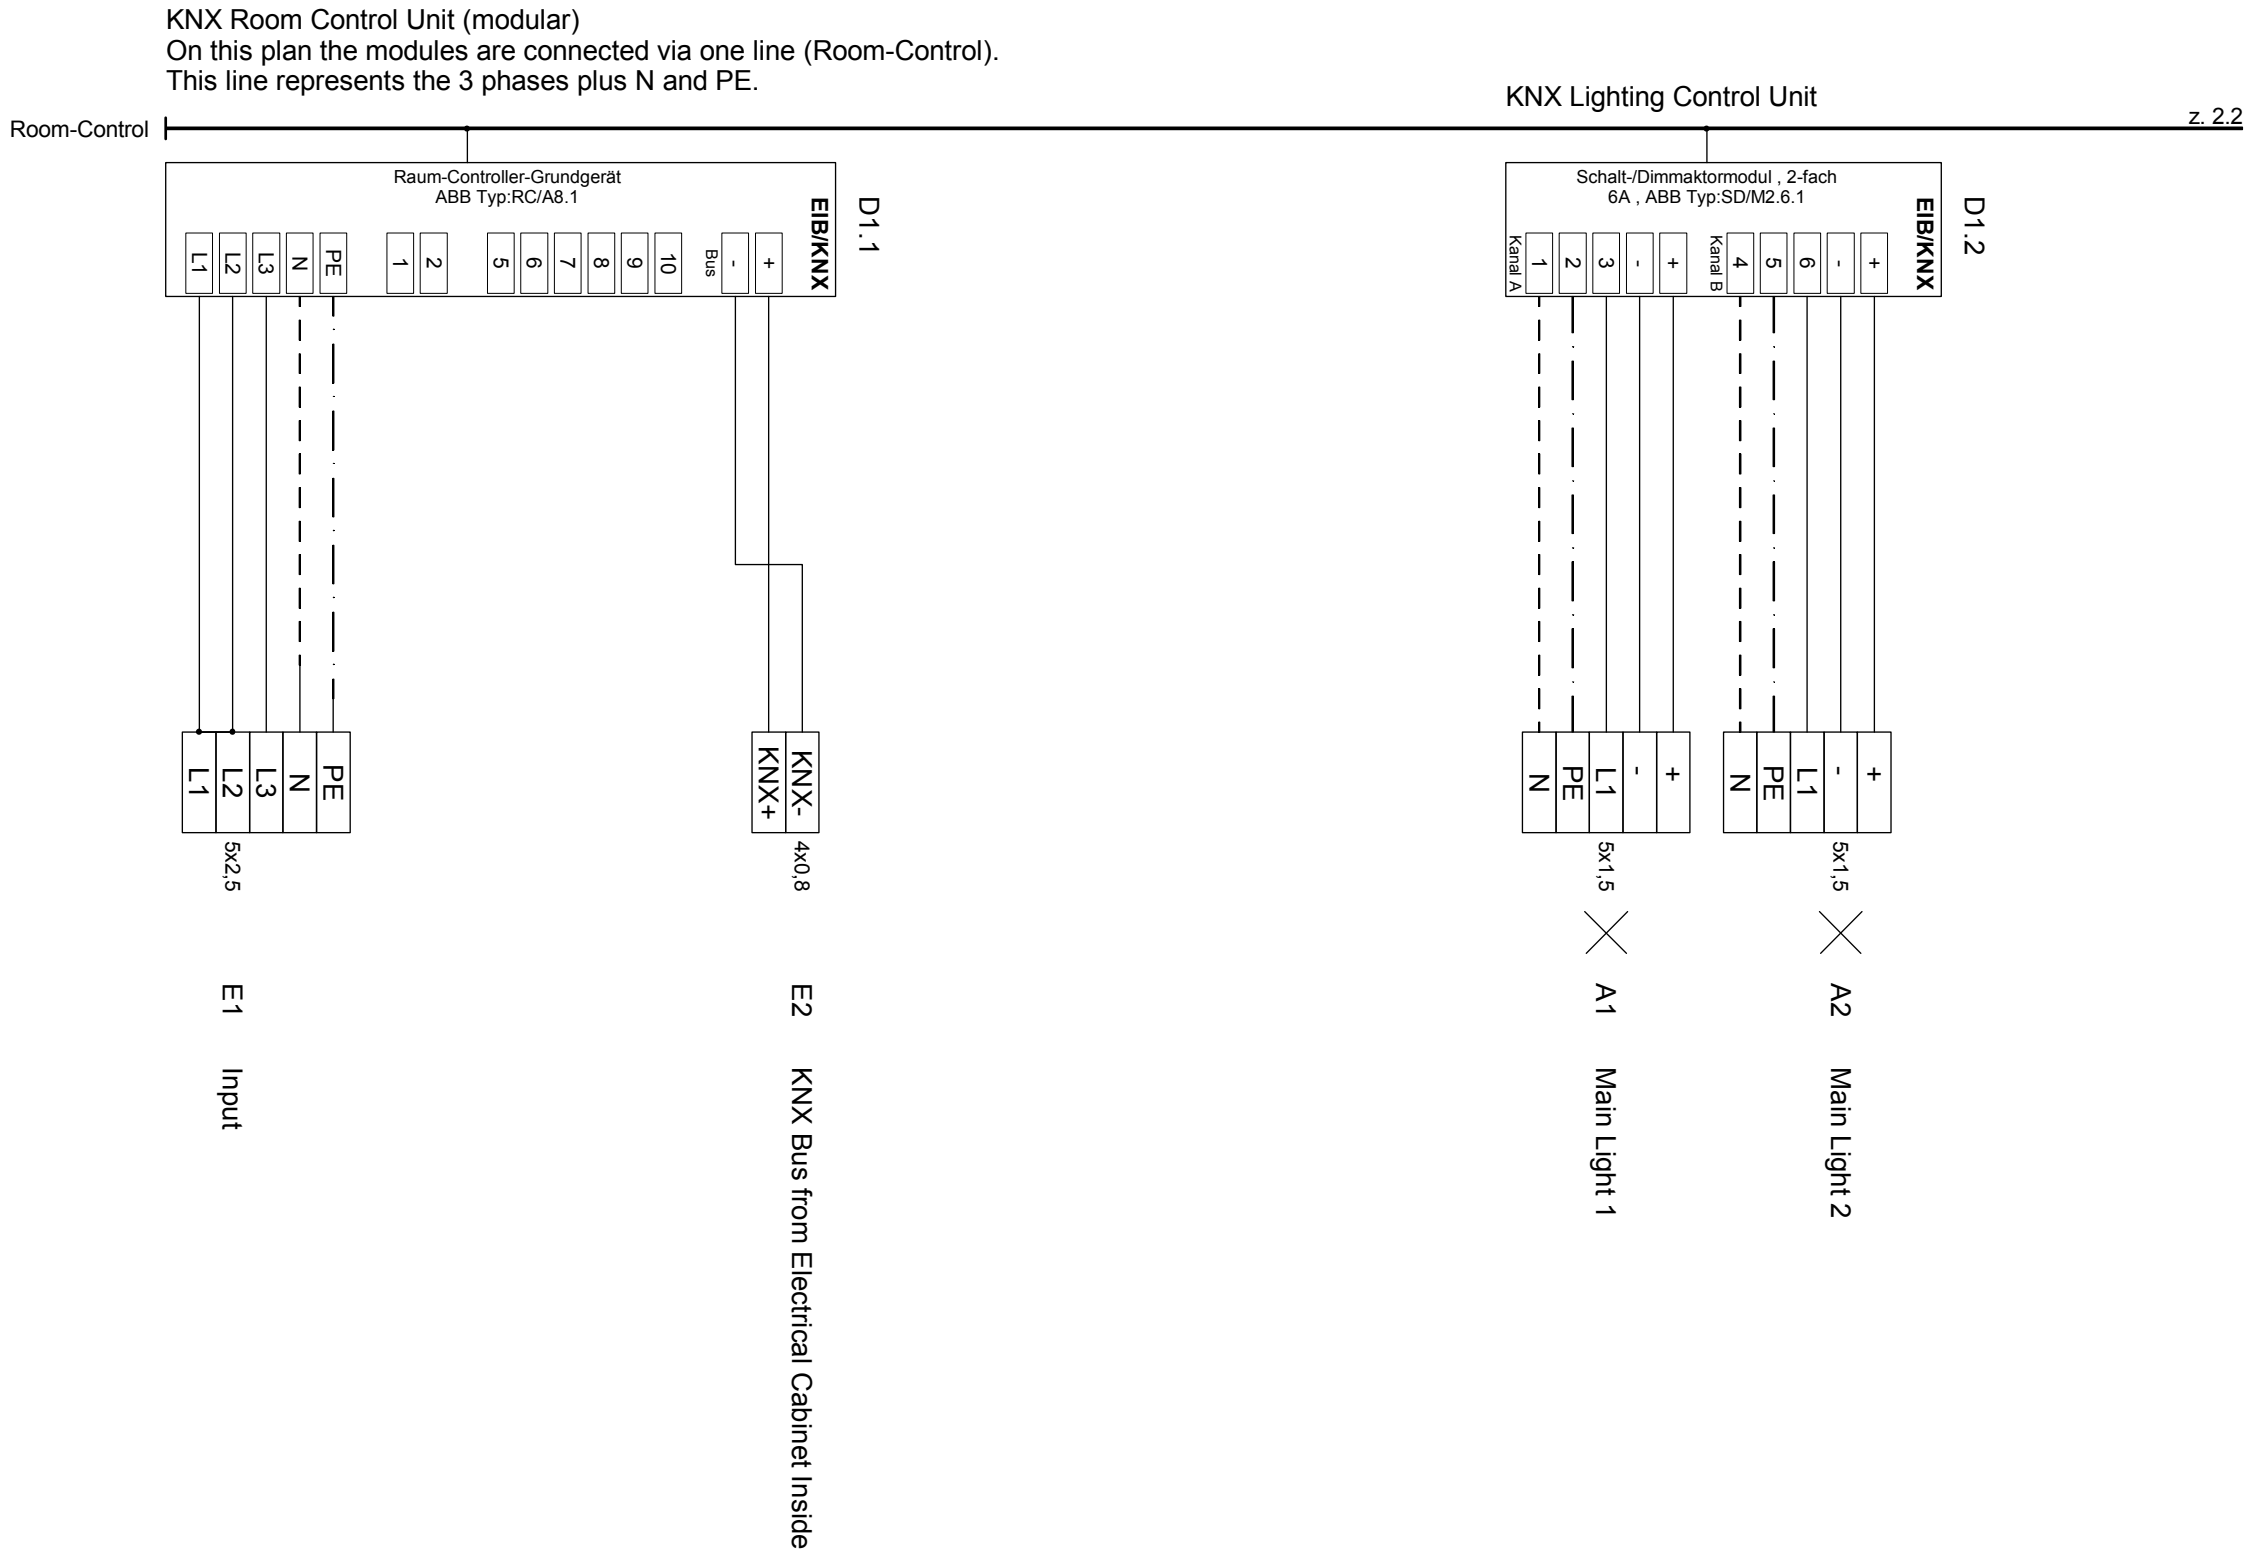 KNX Room Control Unit (modular)
On this plan the modules are connected via one line (Room-Control).
This line represents the 3 phases plus N and PE.
KNX Lighting Control Unit
Room-Control
z. 2.2
Raum-Controller-Grundgerät
ABB Typ:RC/A8.1
L1
L2
L3
N
PE
1
2
5
6
7
8
9
10
Bus
-
+
EIB/KNX
D1.1
Schalt-/Dimmaktormodul , 2-fach
6A , ABB Typ:SD/M2.6.1
Kanal A
1
2
3
-
+
Kanal B
4
5
6
-
+
EIB/KNX
D1.2
L1
L2
L3
N
PE
KNX+
KNX-
N
PE
L1
-
+
N
PE
L1
-
+
5x2,5
4x0,8
5x1,5
5x1,5
E1
E2
A1
A2
Input
KNX Bus from Electrical Cabinet Inside
Main Light 1
Main Light 2